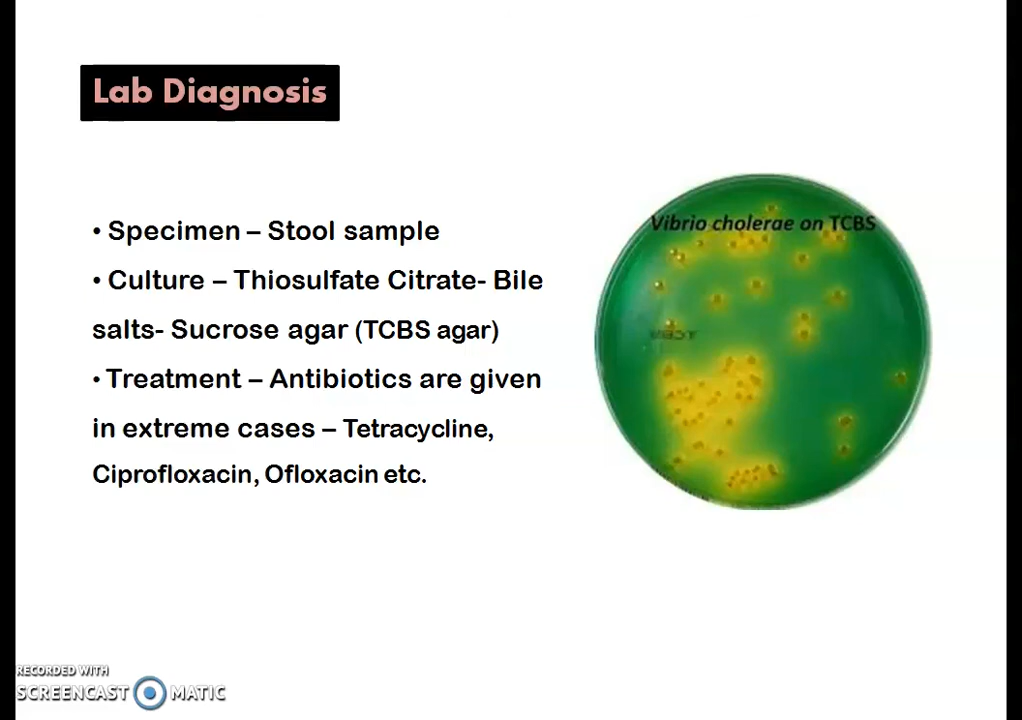 Lab Diagnosis
• Specimen – Stool sample
• Culture – Thiosulfate Citrate- Bile
salts- Sucrose agar (TCBS agar)
• Treatment – Antibiotics are given
in extreme cases – Tetracycline,
Ciprofloxacin, Ofloxacin etc.
Vibrio cholerae on TCBS
RECORDED WITH
SCREENCAST MATIC